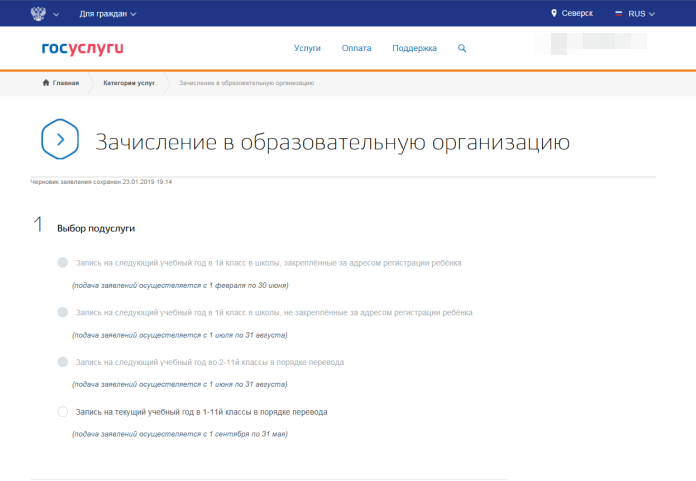 Для граждан
Северск
RUS
госуслуги
Услуги
Оплата
Поддержка
Главная
Категории услуг
Зачисление в образовательную организацию
Зачисление в образовательную организацию
Черновик заявления сохранен 23.01.2019 19:14
1
Выбор подуслуги
Запись на следующий учебный год в 1й класс в школы, закреплённые за адресом регистрации ребёнка
(подача заявлений осуществляется с 1 февраля по 30 июня)
Запись на следующий учебный год в 1й класс в школы, не закреплённые за адресом регистрации ребёнка
(подача заявлений осуществляется с 1 июля по 31 августа)
Запись на следующий учебный год во 2-11й классы в порядке перевода
(подача заявлений осуществляется с 1 июня по 31 августа)
Запись на текущий учебный год в 1-11й классы в порядке перевода
(подача заявлений осуществляется с 1 сентября по 31 мая)